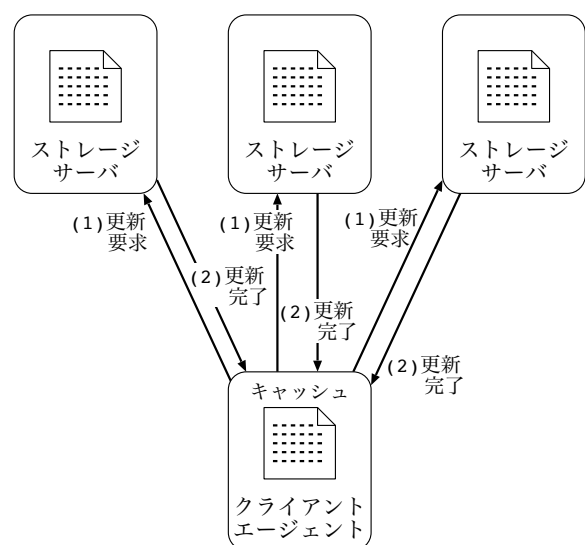 ストレージ
サーバ
ストレージ
サーバ
ストレージ
サーバ
(1)更新
要求
(1)更新
要求
(1)更新
要求
(2)更新
完了
(2)更新
完了
(2)更新
完了
キャッシュ
クライアント
エージェント